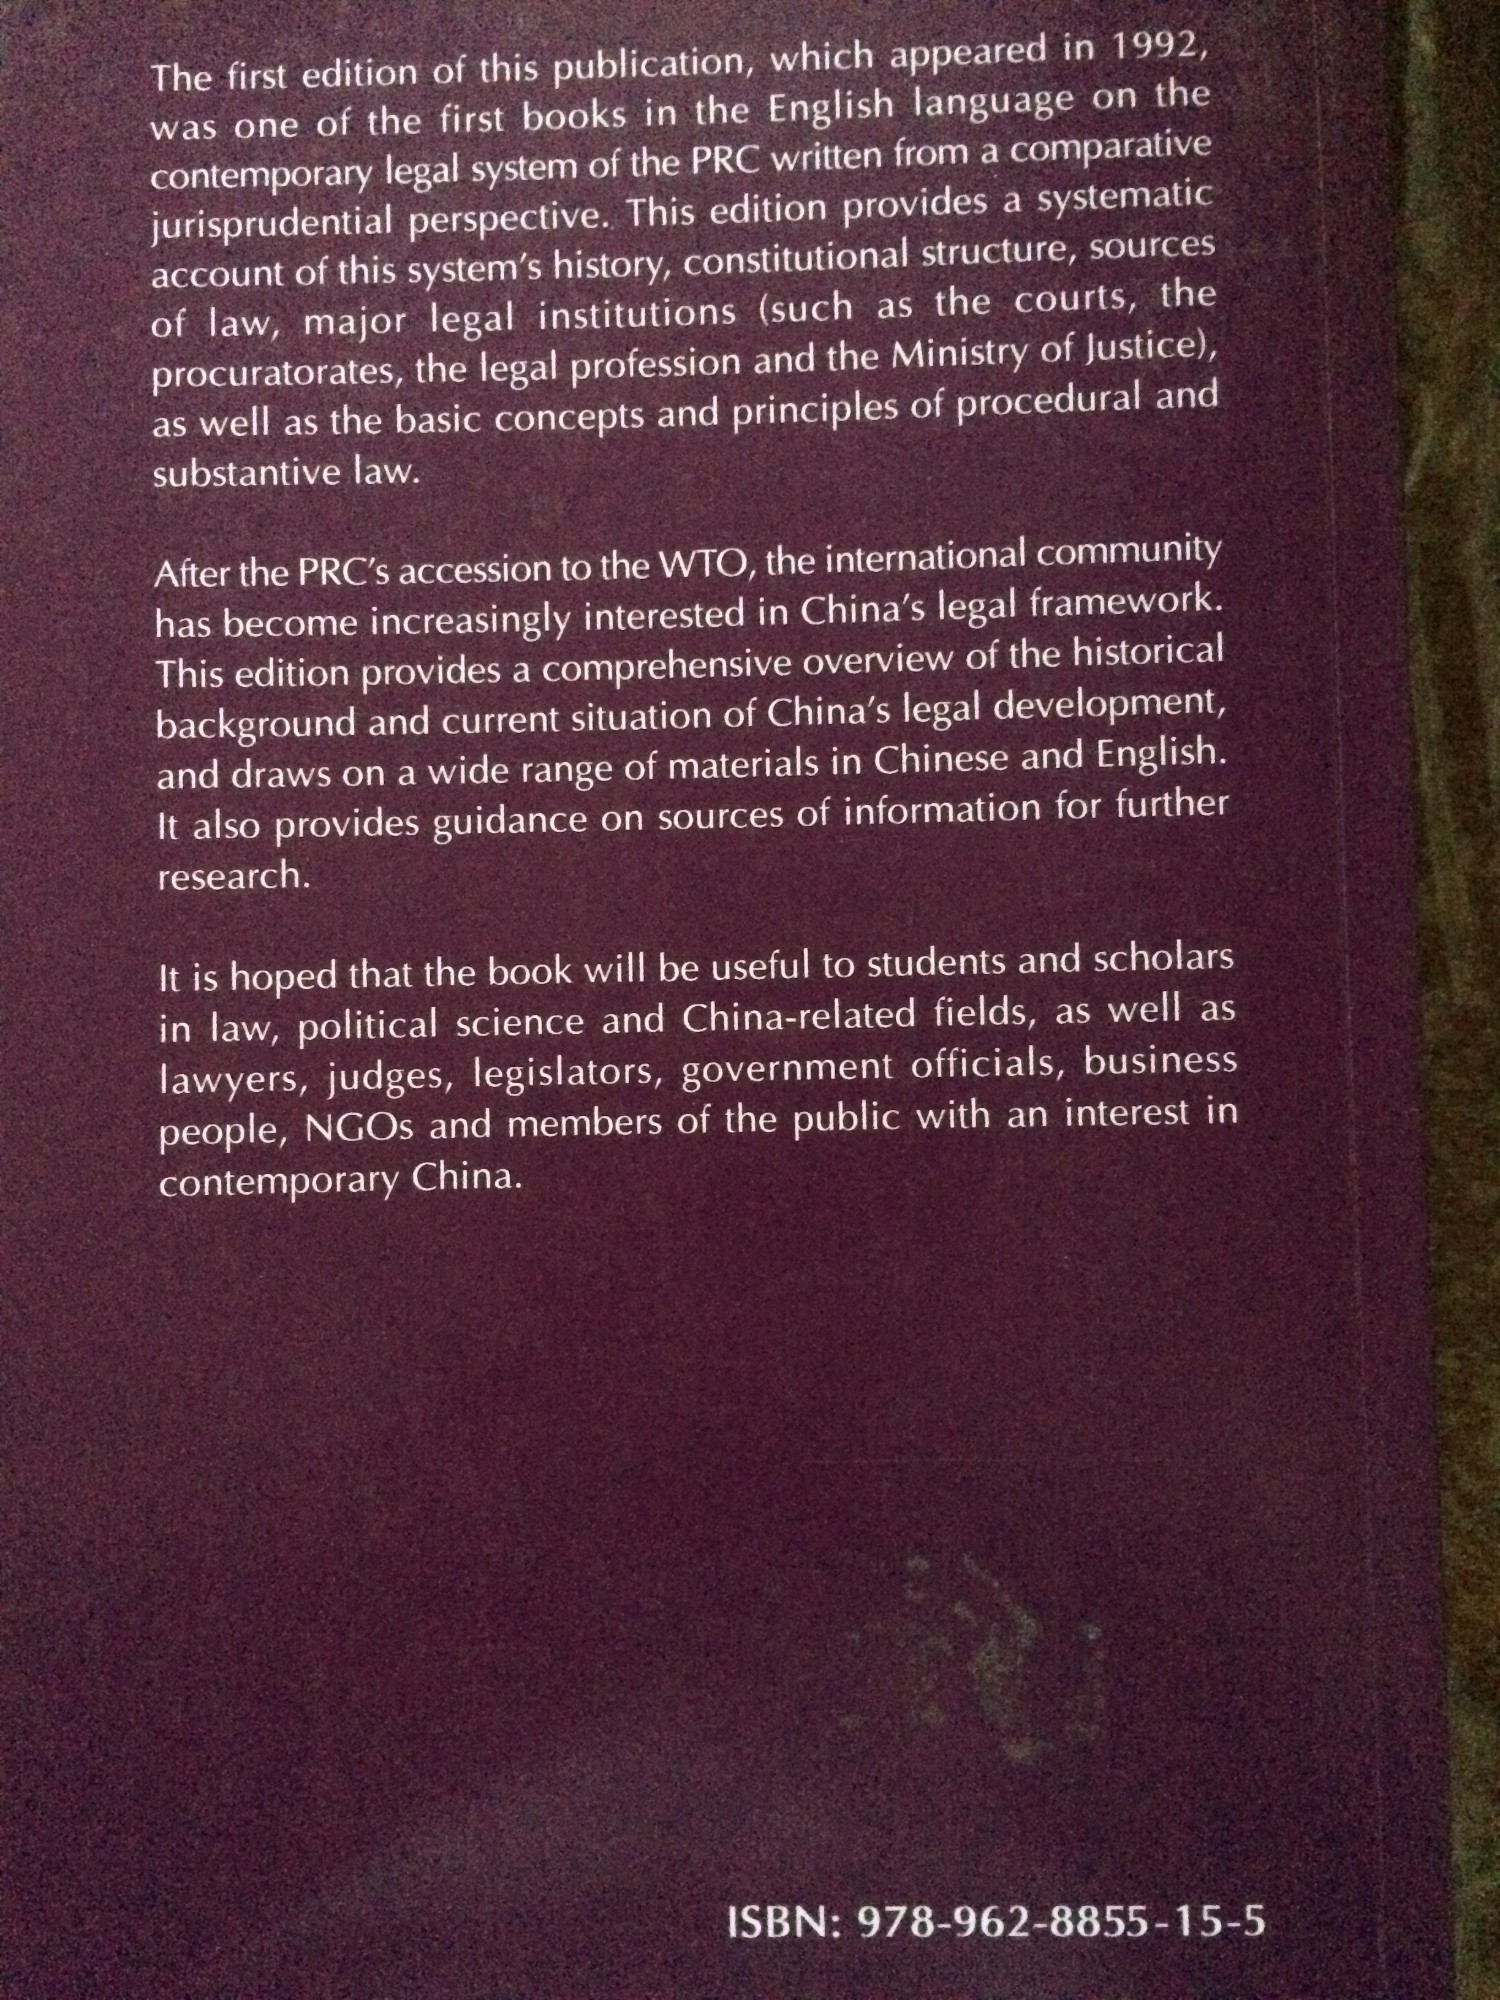 The first edition of this publication, which appeared in 1992,
was one of the first books in the English language on the
contemporary legal system of the PRC written from a comparative
jurisprudential perspective. This edition provides a systematic
account of this system's history, constitutional structure, sources
of law, major legal institutions (such as the courts, the
procuratorates, the legal profession and the Ministry of Justice),
as well as the basic concepts and principles of procedural and
substantive law.
After the PRC's accession to the WTO, the international community
has become increasingly interested in China's legal framework.
This edition provides a comprehensive overview of the historical
background and current situation of China's legal development,
and draws on a wide range of materials in Chinese and English.
It also provides guidance on sources of information for further
research.
It is hoped that the book will be useful to students and scholars
in law, political science and China-related fields, as well as
lawyers, judges, legislators, government officials, business
people, NGOs and members of the public with an interest in
contemporary China.
ISBN: 978-962-8855-15-5